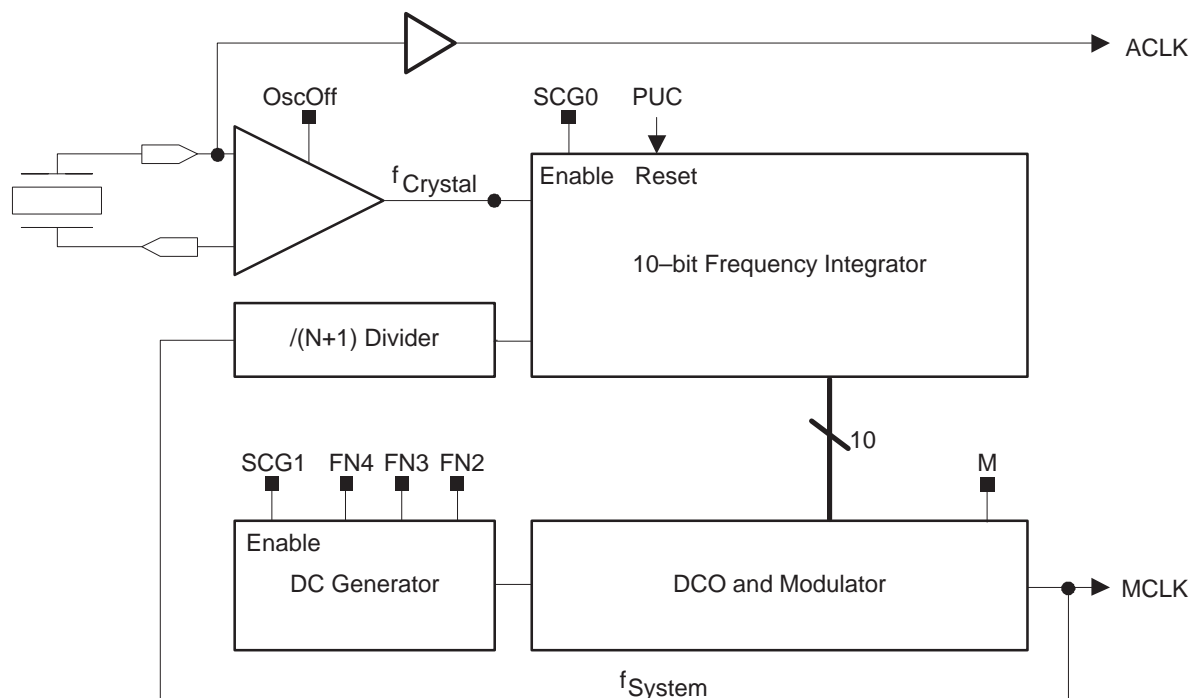 ACLK
OscOff
SCG0
PUC
fCrystal
Enable
Reset
10–bit Frequency Integrator
/(N+1) Divider
10
SCG1
FN4
FN3
FN2
M
Enable
DC Generator
DCO and Modulator
MCLK
fSystem